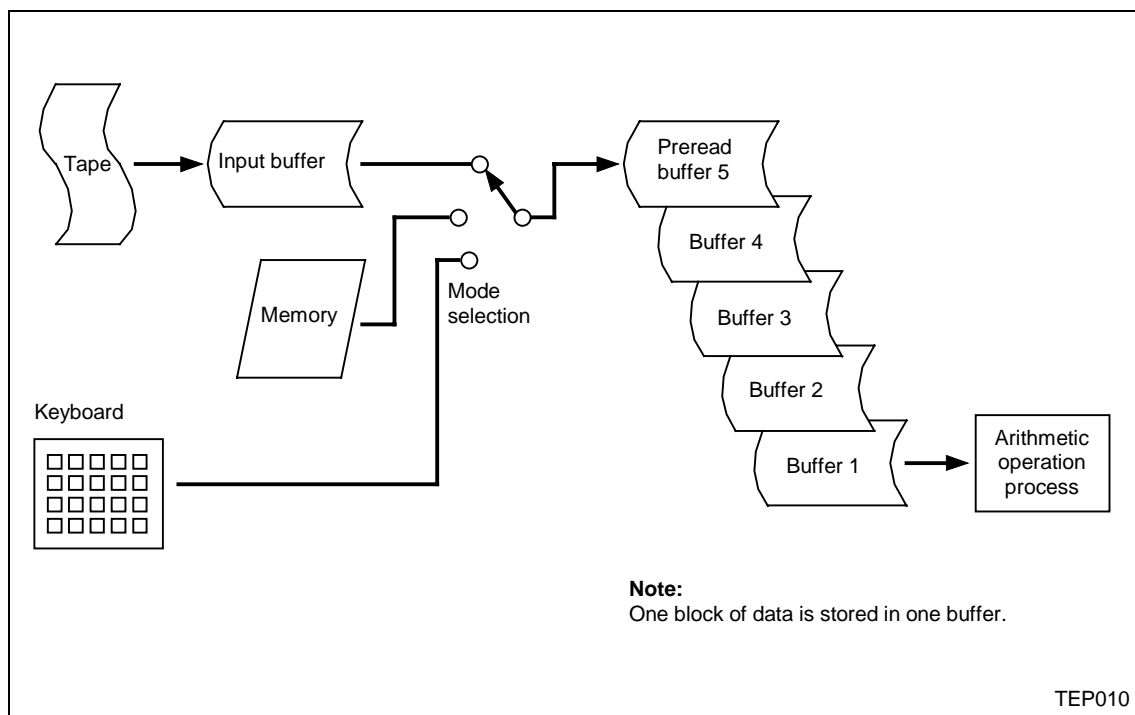 Tape
Input buffer
Preread
buffer 5
Buffer 4
Memory
Mode
selection
Buffer 3
Buffer 2
Keyboard
Buffer 1
Arithmetic
operation
process
Note:
One block of data is stored in one buffer.
TEP010